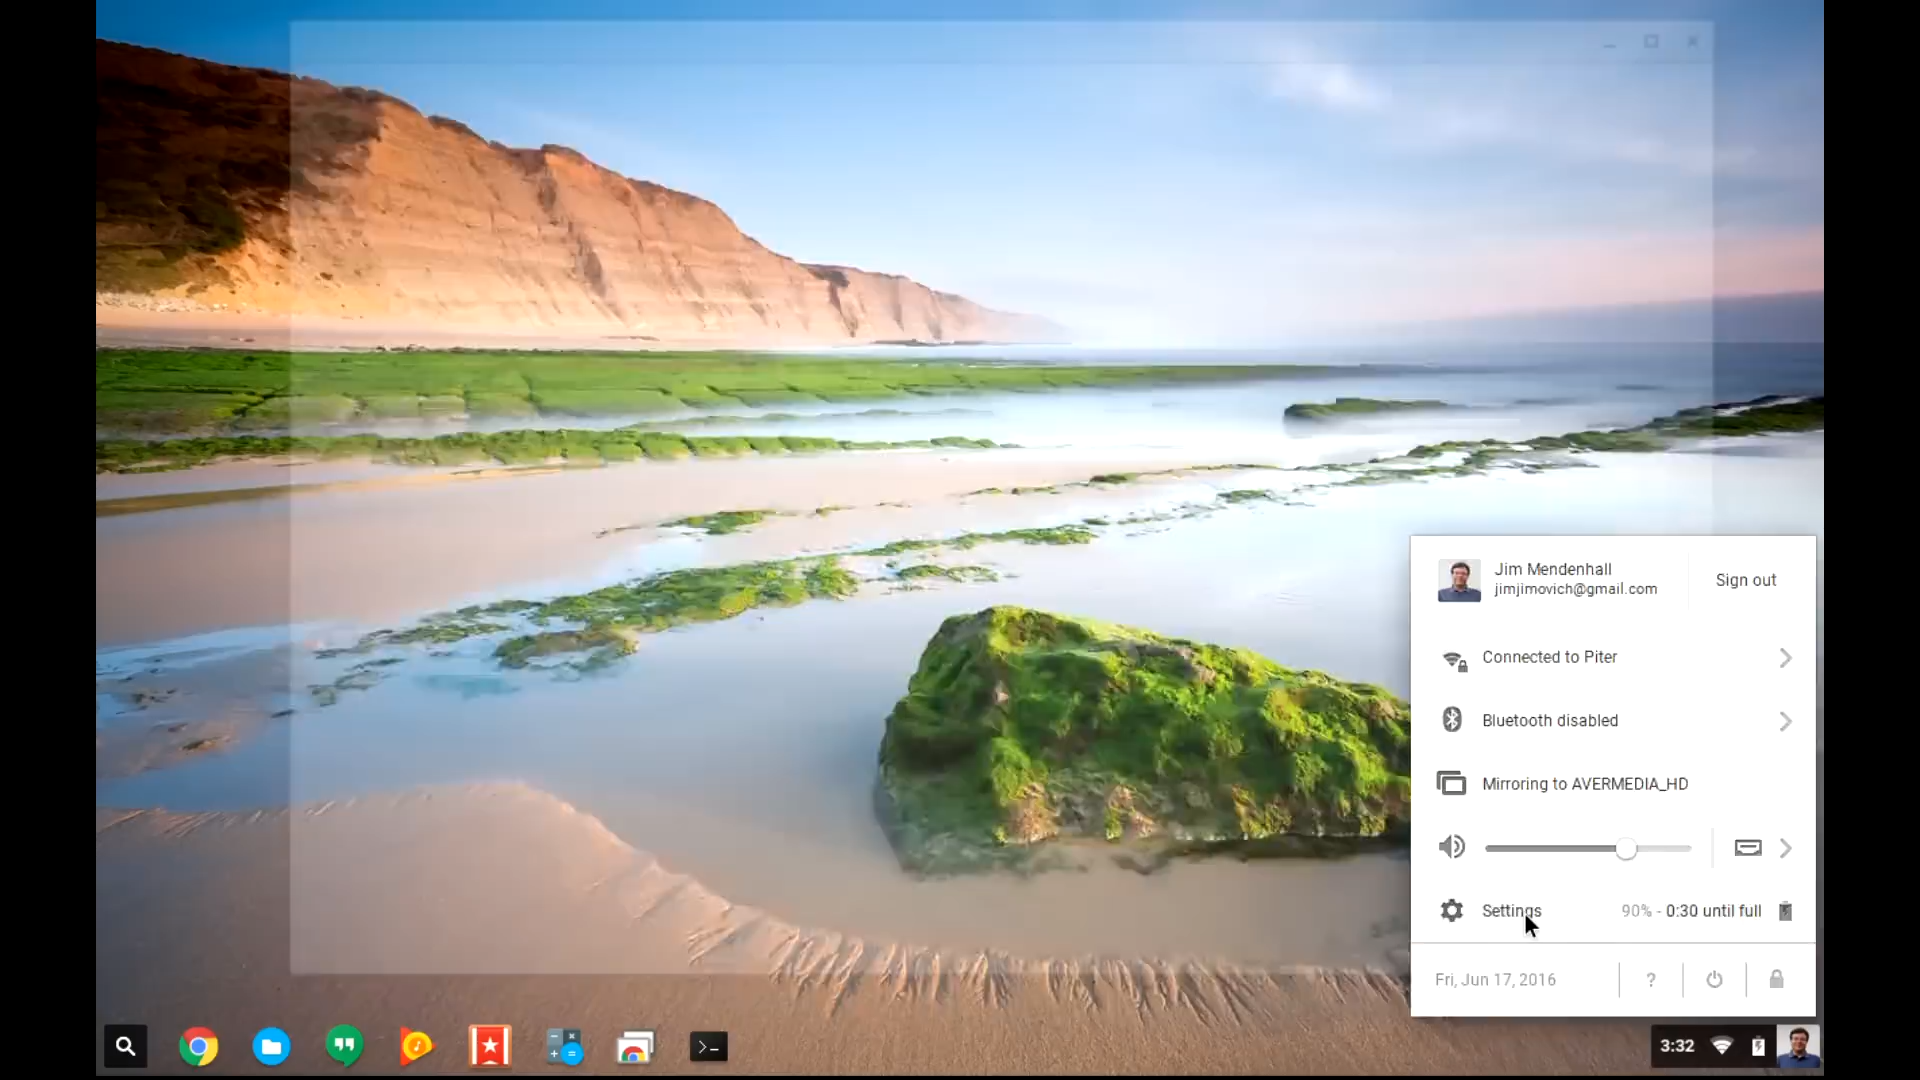 Jim Mendenhall
jimjimovich@gmail.com
Sign out
Connected to Piter
Bluetooth disabled
Mirroring to AVERMEDIA_HD
Settings
90% - 0:30 until full
Fri, Jun 17, 2016
?
3:32